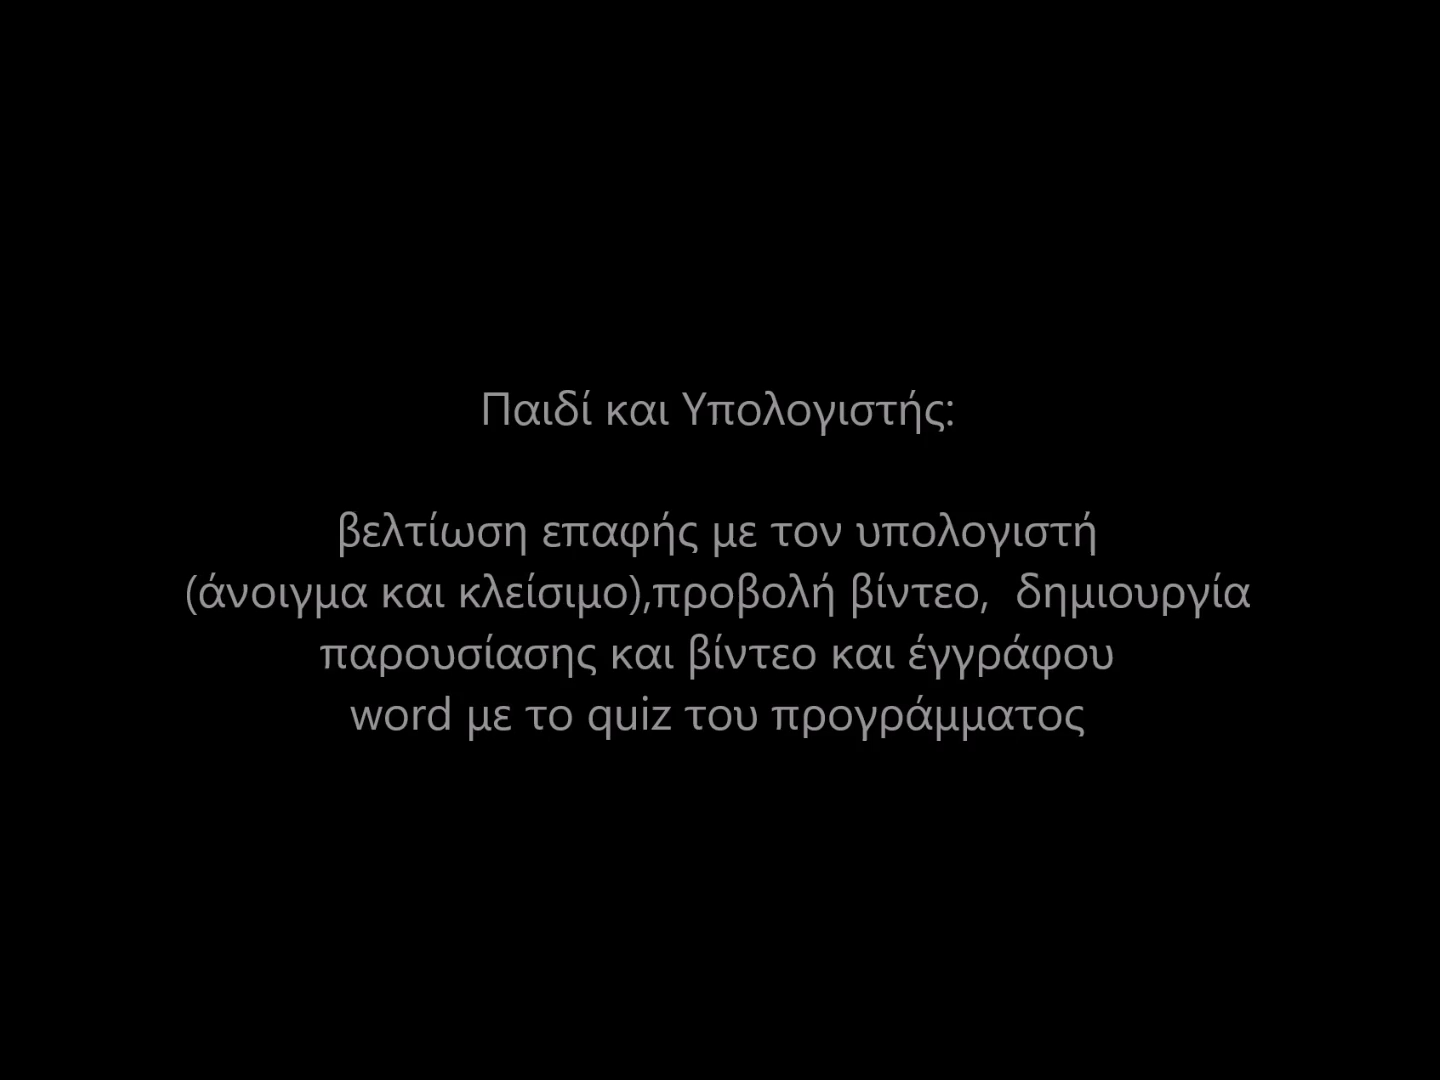 Παιδί και Υπολογιστής:
βελτίωση επαφής με τον υπολογιστή
(άνοιγμα και κλείσιμο),προβολή βίντεο,  δημιουργία
παρουσίασης και βίντεο και έγγράφου
word με το quiz του προγράμματος